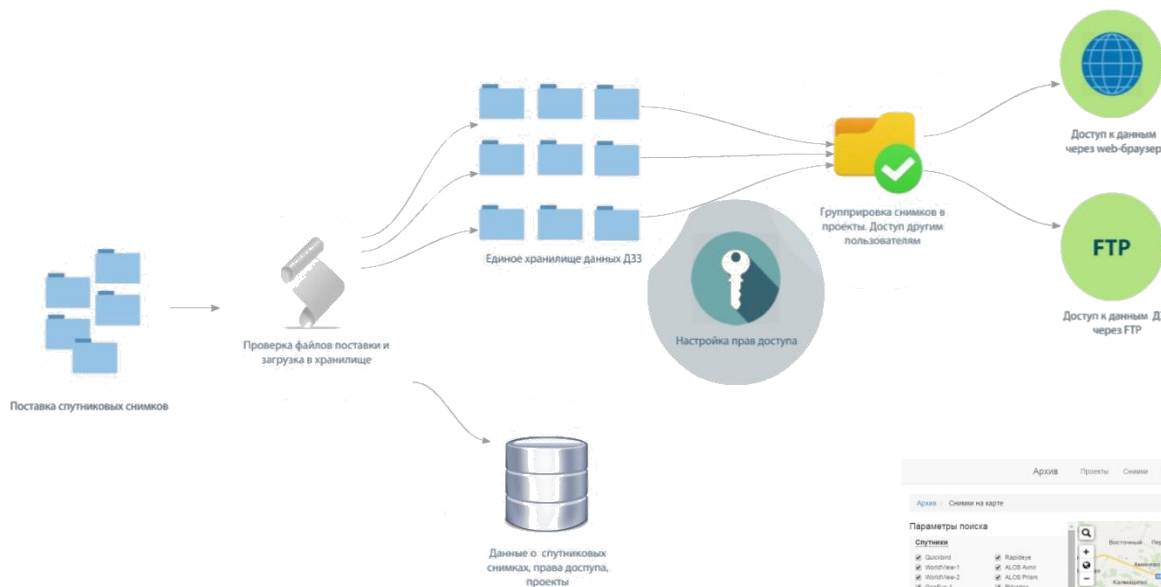 Доступ к данным
через web-браузер
Групприровка снимков в
проекты. Доступ другим
пользователям
FTP
Единое хранилище данных ДЗЗ
Доступ к данным
через FTP
Настройка прав доступа
Проверка файлов поставки и
загрузка в хранилище
Поставка спутниковых снимков
Данные о спутниковых
снимках, права доступа,
проекты
Архив Проекты Снимки
Архив / Снимки на карте
Параметры поиска
Спутники
Quickbird Rapideye
WorldView-1 ALOS Avnir
WorldView-2 ALOS Prism
Восточный